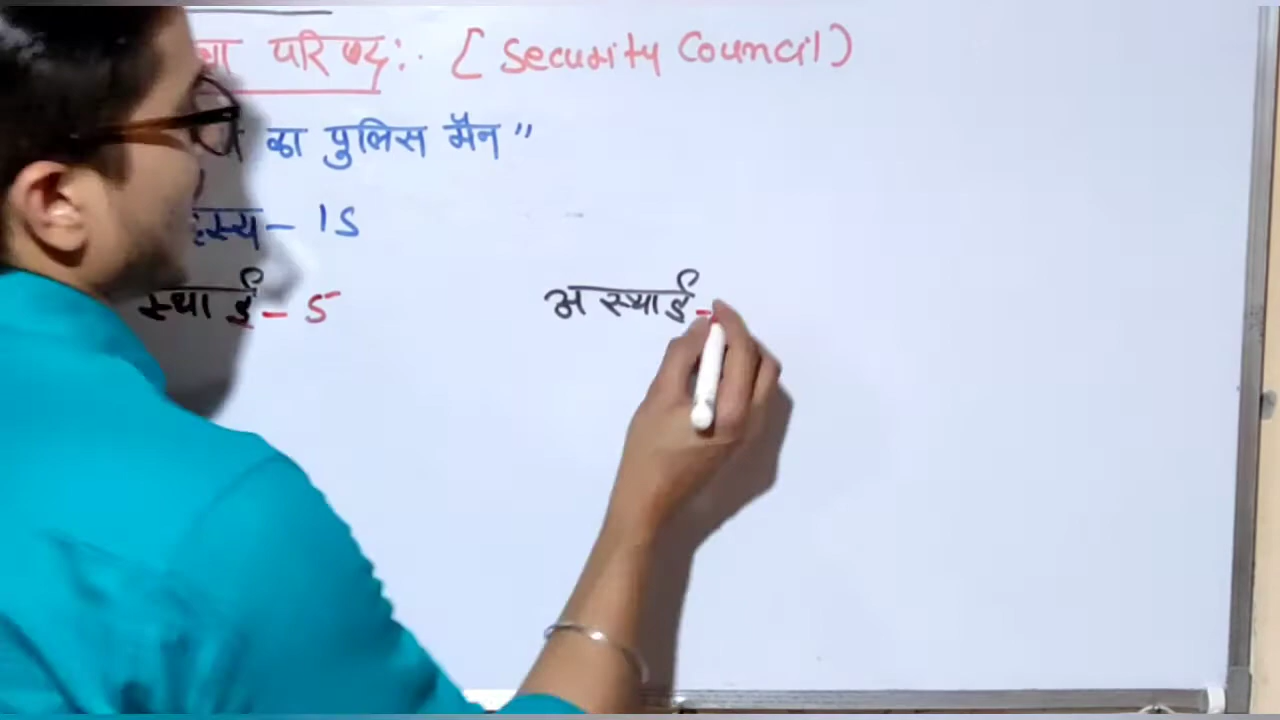 परिषद:- [Security Council)
का पुलिस मैन"
- 15
स्थाई - 5 अस्थाई -